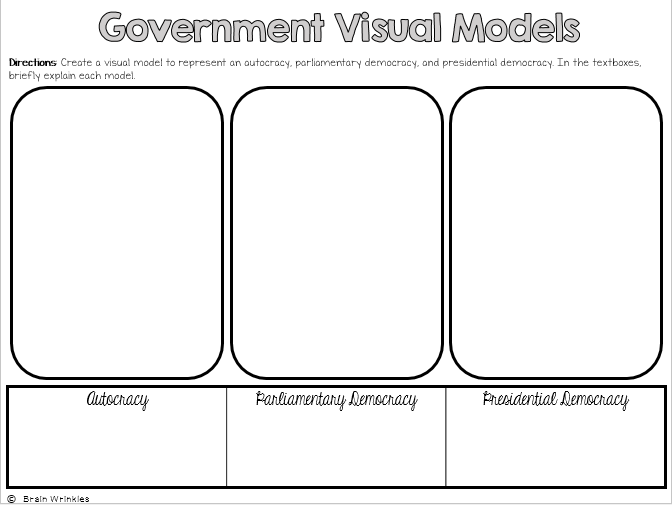 Government Visual Models
Directions: Create a visual model to represent an autocracy, parliamentary democracy, and presidential democracy. In the textboxes,
briefly explain each model.
Autocracy
Parliamentary Democracy
Presidential Democracy
© Brain Wrinkles